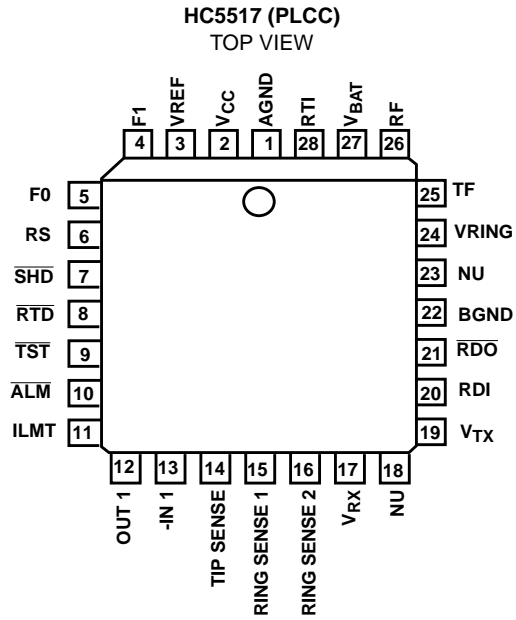 HC5517 (PLCC)
TOP VIEW
F1
VREF
VCC
AGND
RTI
VBAT
RF
4
3
2
1
28
27
26
F0 5
RS 6
SHD 7
RTD 8
TST 9
ALM 10
ILMT 11
25 TF
24 VRING
23 NU
22 BGND
21 RDO
20 RDI
19 VTX
12
13
14
15
16
17
18
OUT 1
-IN 1
TIP SENSE
RING SENSE 1
RING SENSE 2
VRX
NU